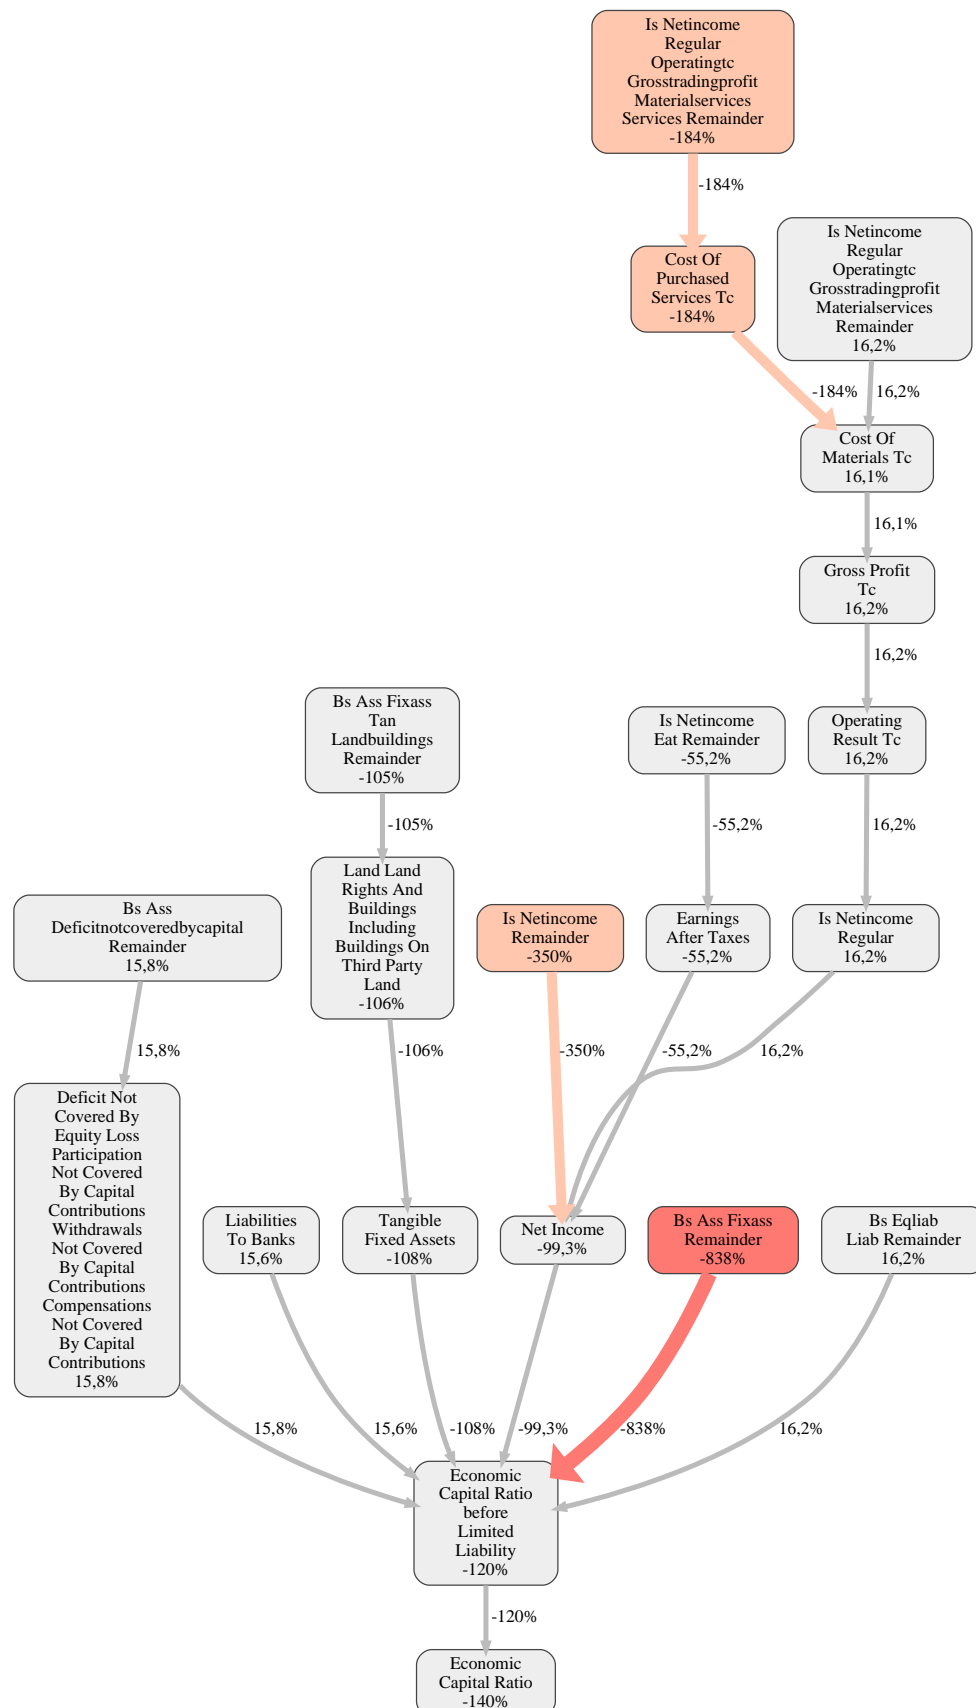 Is Netincome
Regular
Operatingtc
Grosstradingprofit
Materialservices
Services Remainder
-184%
-184%
Is Netincome
Regular
Operatingtc
Grosstradingprofit
Materialservices
Remainder
16,2%
Cost Of
Purchased
Services Tc
-184%
-184%
16,2%
Cost Of
Materials Tc
16,1%
16,1%
Gross Profit
Tc
16,2%
16,2%
Bs Ass Fixass
Tan
Landbuildings
Remainder
-105%
Is Netincome
Eat Remainder
-55,2%
Operating
Result Tc
16,2%
-105%
-55,2%
16,2%
Bs Ass
Deficitnotcoveredbycapital
Remainder
15,8%
Land Land
Rights And
Buildings
Including
Buildings On
Third Party
Land
-106%
Is Netincome
Remainder
-350%
Earnings
After Taxes
-55,2%
Is Netincome
Regular
16,2%
15,8%
-106%
-350%
-55,2%
16,2%
Deficit Not
Covered By
Equity Loss
Participation
Not Covered
By Capital
Contributions
Withdrawals
Not Covered
By Capital
Contributions
Compensations
Not Covered
By Capital
Contributions
15,8%
Liabilities
To Banks
15,6%
Tangible
Fixed Assets
-108%
Net Income
-99,3%
Bs Ass Fixass
Remainder
-838%
Bs Eqliab
Liab Remainder
16,2%
15,8%
15,6%
-108%
-99,3%
-838%
16,2%
Economic
Capital Ratio
before
Limited
Liability
-120%
-120%
Economic
Capital Ratio
-140%